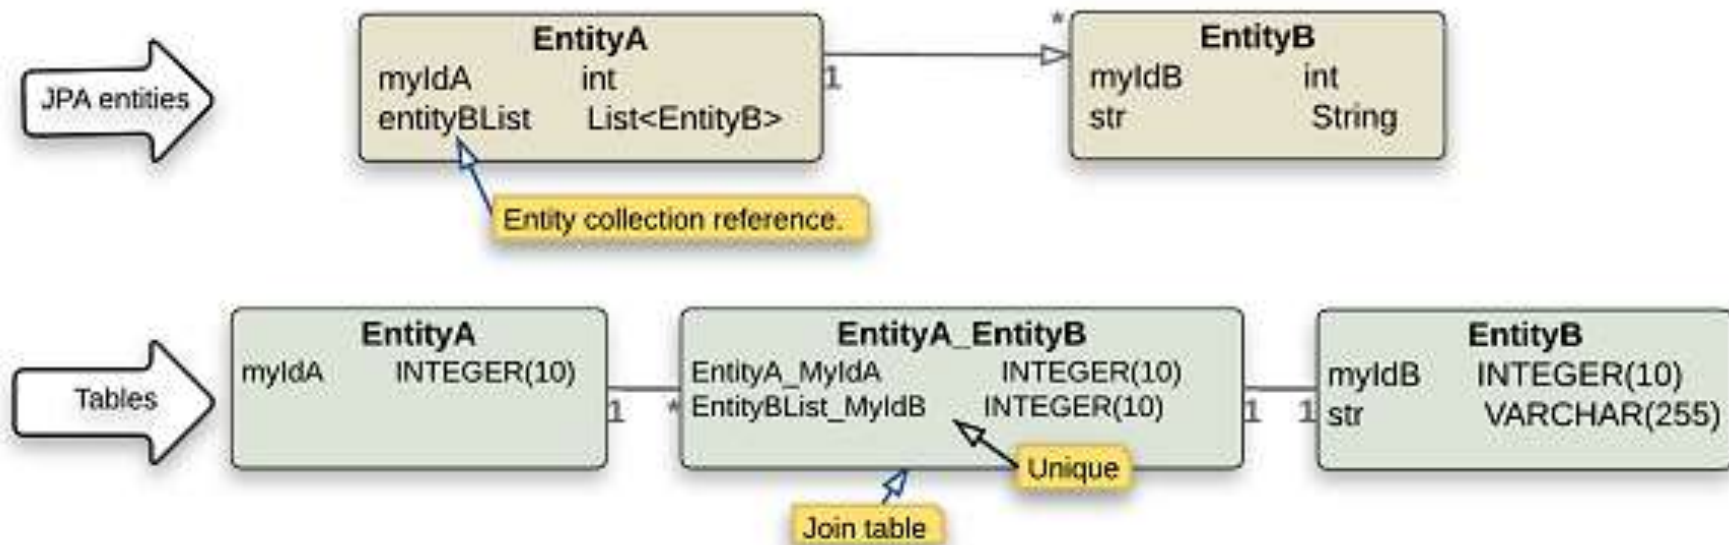 JPA entities
EntityA
myIdA int
entityBList List<EntityB>
1
*
EntityB
myIdB int
str String
Entity collection reference.
Tables
EntityA
myIdA INTEGER(10)
1
*
EntityA_EntityB
EntityA_MyIdA INTEGER(10)
EntityBList_MyIdB INTEGER(10)
1
1
EntityB
myIdB INTEGER(10)
str VARCHAR(255)
Unique
Join table